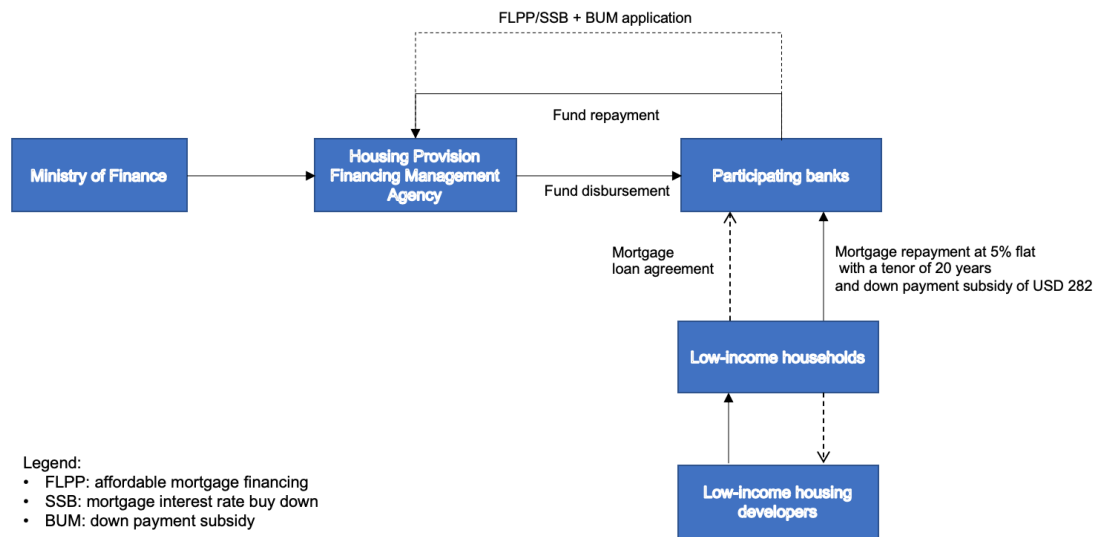 FLPP/SSB + BUM application
Fund repayment
Ministry of Finance
Housing Provision
Financing Management
Agency
Fund disbursement
Participating banks
Mortgage
loan agreement
Mortgage repayment at 5% flat
with a tenor of 20 years
and down payment subsidy of USD 282
Low-income households
Low-income housing
developers
Legend:
• FLPP: affordable mortgage financing
• SSB: mortgage interest rate buy down
• BUM: down payment subsidy